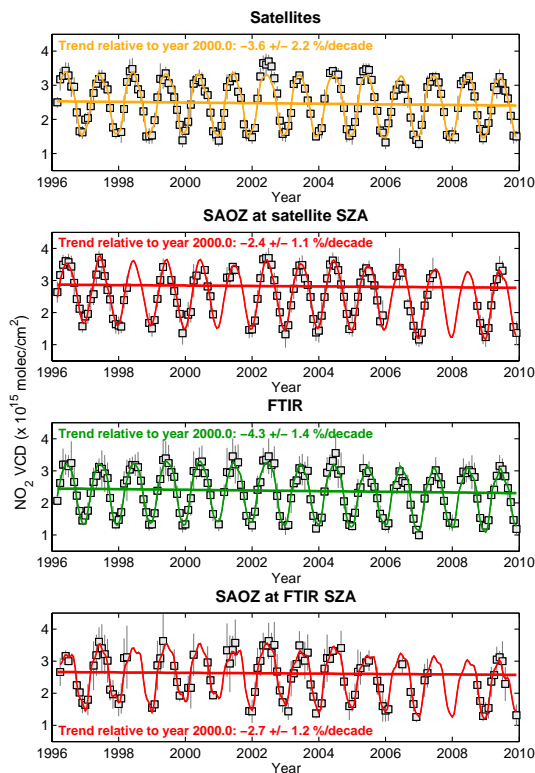 Satellites
Trend relative to year 2000.0: −3.6 +/− 2.2 %/decade
4
3
2
1
1996 1998 2000 2002 2004 2006 2008 2010
Year
SAOZ at satellite SZA
Trend relative to year 2000.0: −2.4 +/− 1.1 %/decade
4
3
2
1
1996 1998 2000 2002 2004 2006 2008 2010
Year
NO2 VCD (x 10^15 molec/cm^2)
FTIR
Trend relative to year 2000.0: −4.3 +/− 1.4 %/decade
4
3
2
1
1996 1998 2000 2002 2004 2006 2008 2010
Year
SAOZ at FTIR SZA
4
3
2
1
Trend relative to year 2000.0: −2.7 +/− 1.2 %/decade
1996 1998 2000 2002 2004 2006 2008 2010
Year